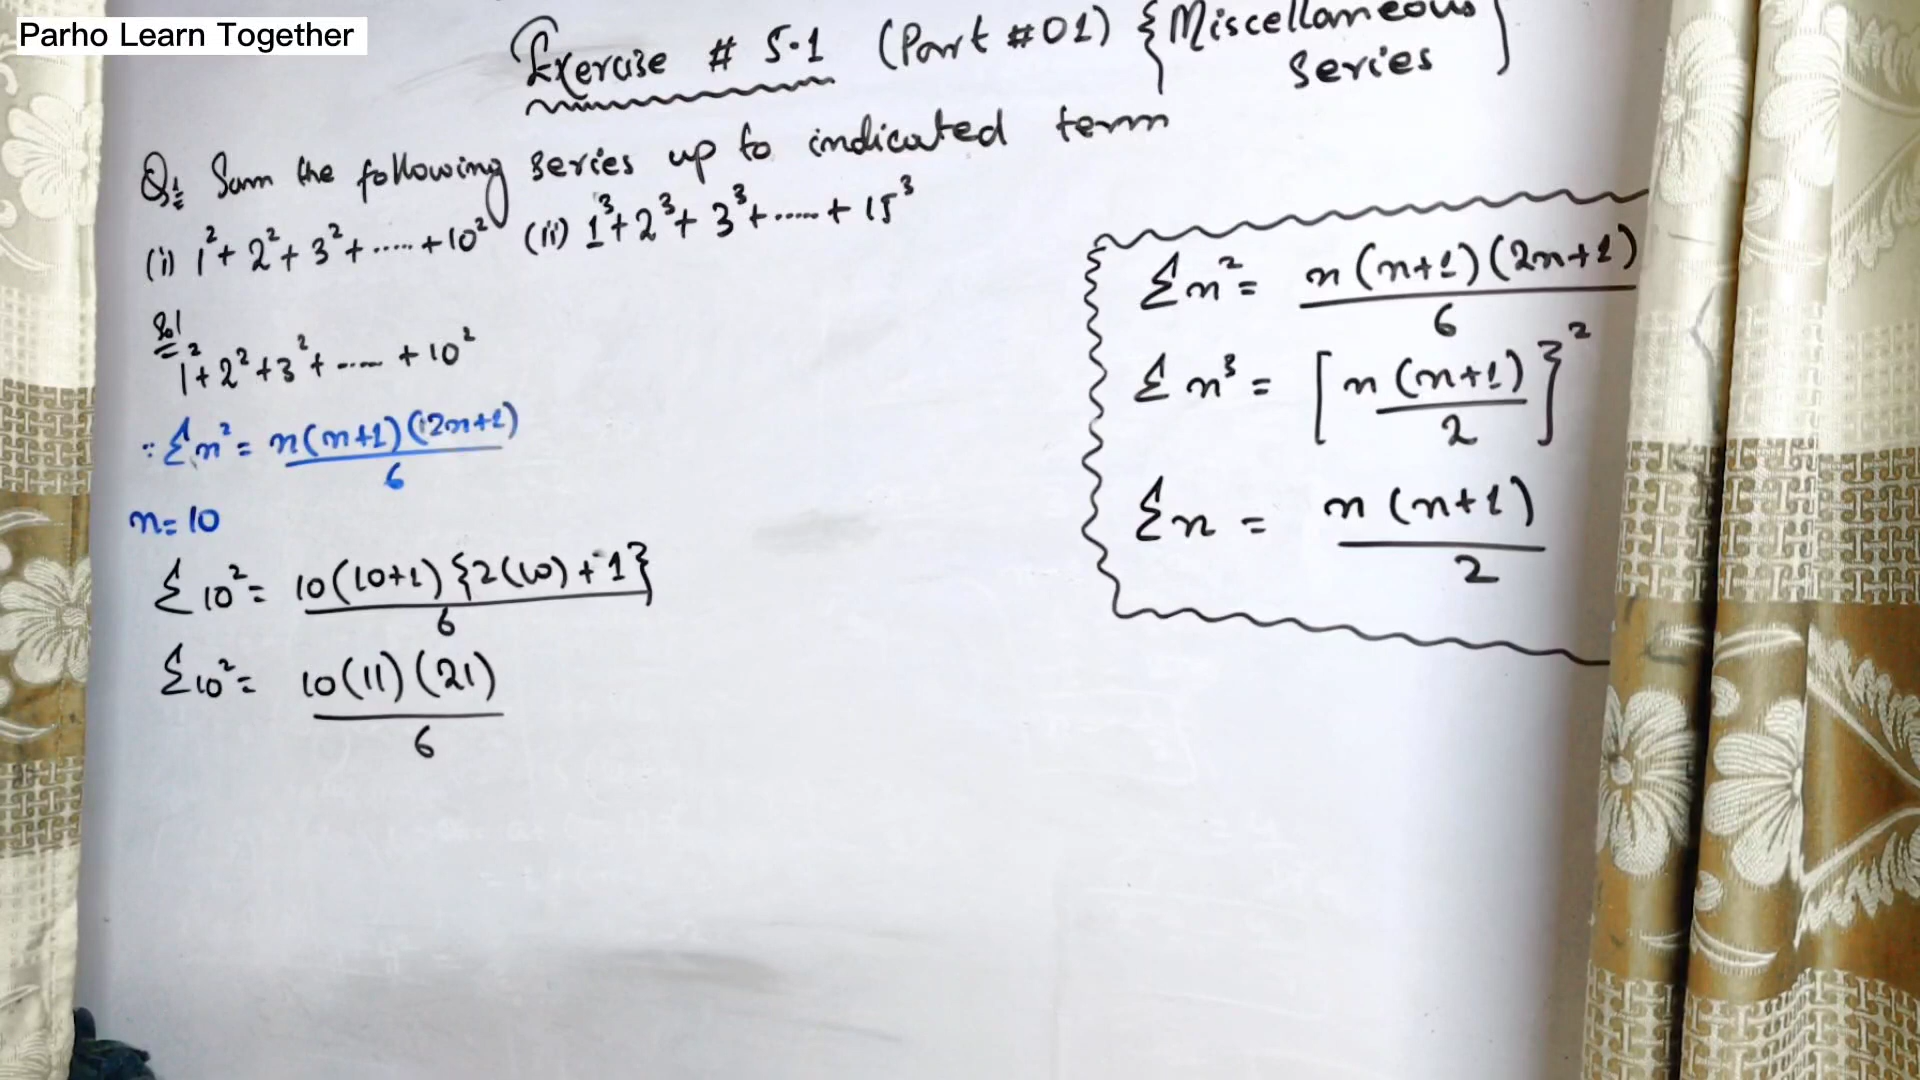 Parho Learn Together
Exercise # 5.1 (Part #01) {Miscellaneous Series}
Q1: Sum the following series up to indicated term
(i) 1² + 2² + 3² + ..... + 10² (ii) 1³ + 2³ + 3³ + ..... + 15³
Sol
1² + 2² + 3² + ..... + 10²
∵ Σn² = n(n+1)(2n+1)/6
n = 10
Σ10² = 10(10+1){2(10)+1}/6
Σ10² = 10(11)(21)/6
Σn² = n(n+1)(2n+1)/6
Σn³ = [n(n+1)/2}²
Σn = n(n+1)/2